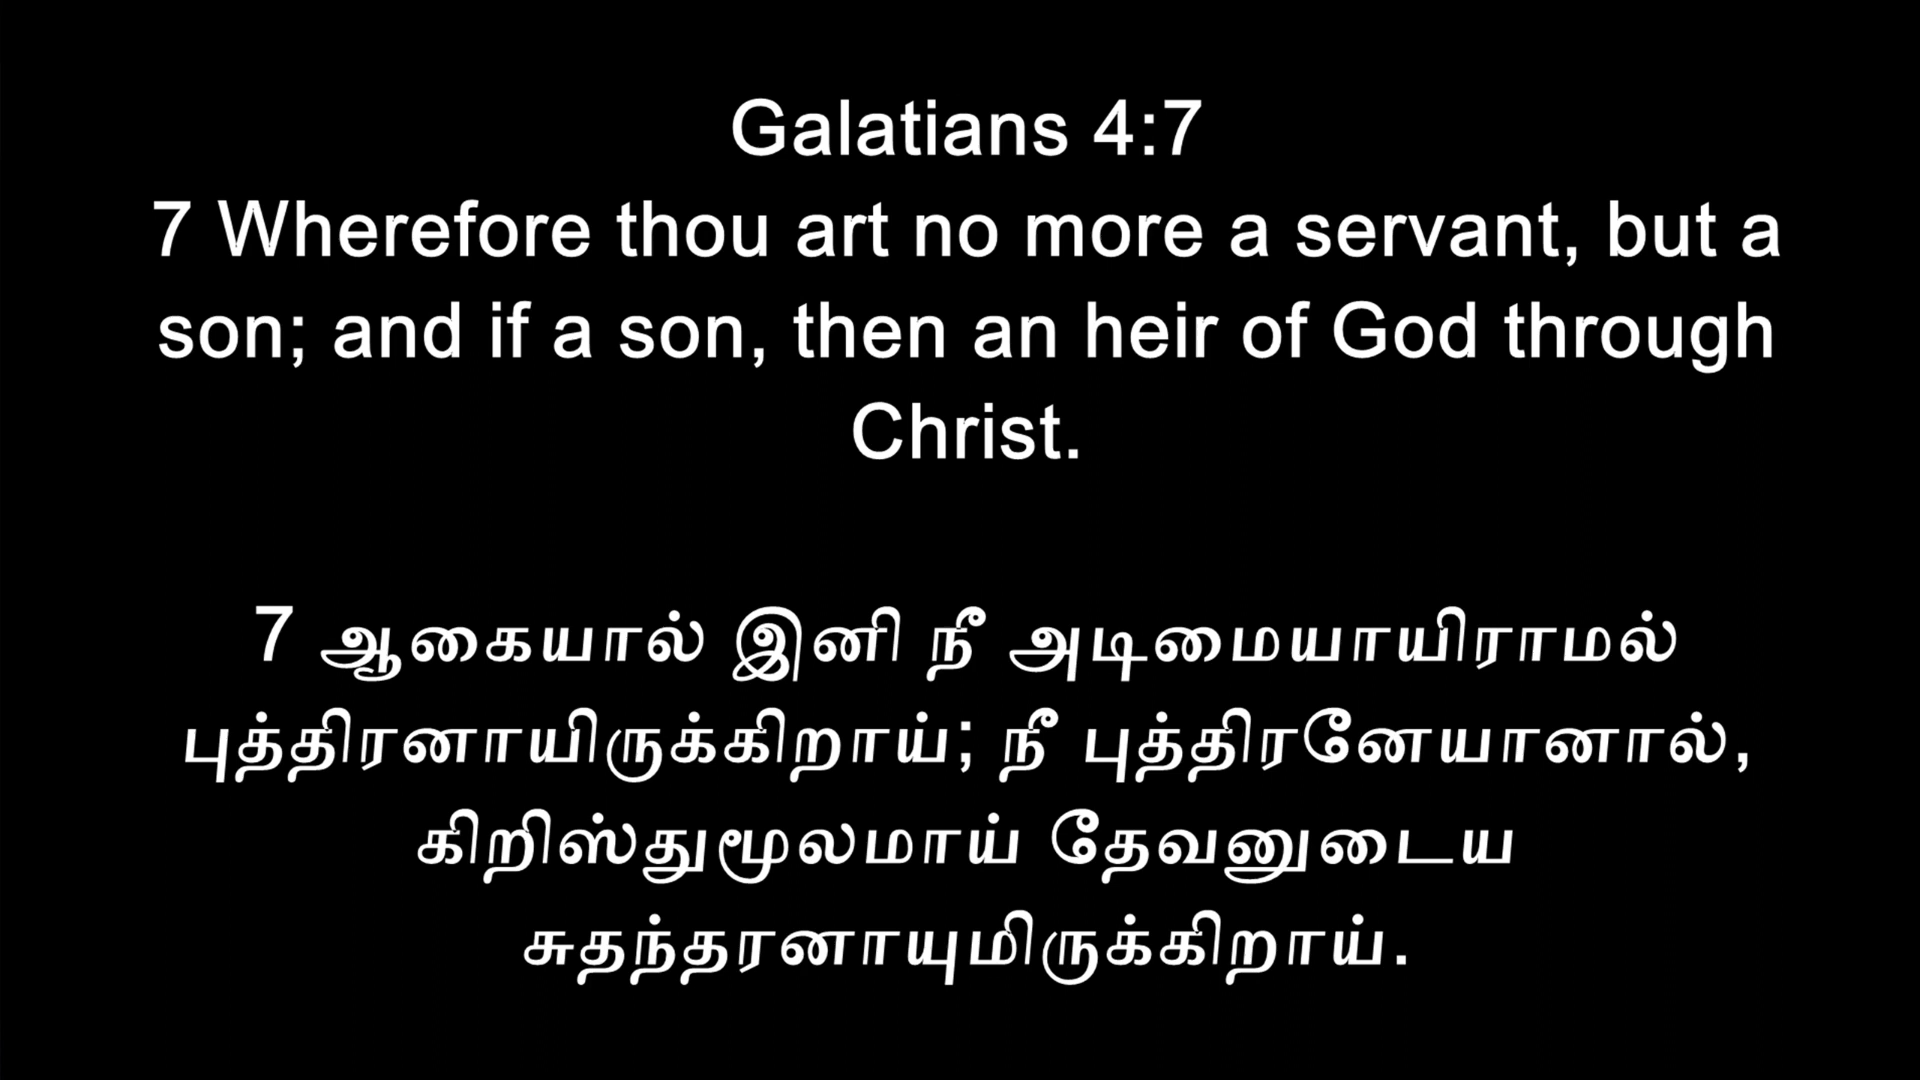 Galatians 4:7
7 Wherefore thou art no more a servant, but a
son; and if a son, then an heir of God through
Christ.
7 ஆகையால் இனி நீ அடிமையாயிராமல்
புத்திரனாயிருக்கிறாய்; நீ புத்திரனேயானால்,
கிறிஸ்துமூலமாய் தேவனுடைய
சுதந்தரனாயுமிருக்கிறாய்.